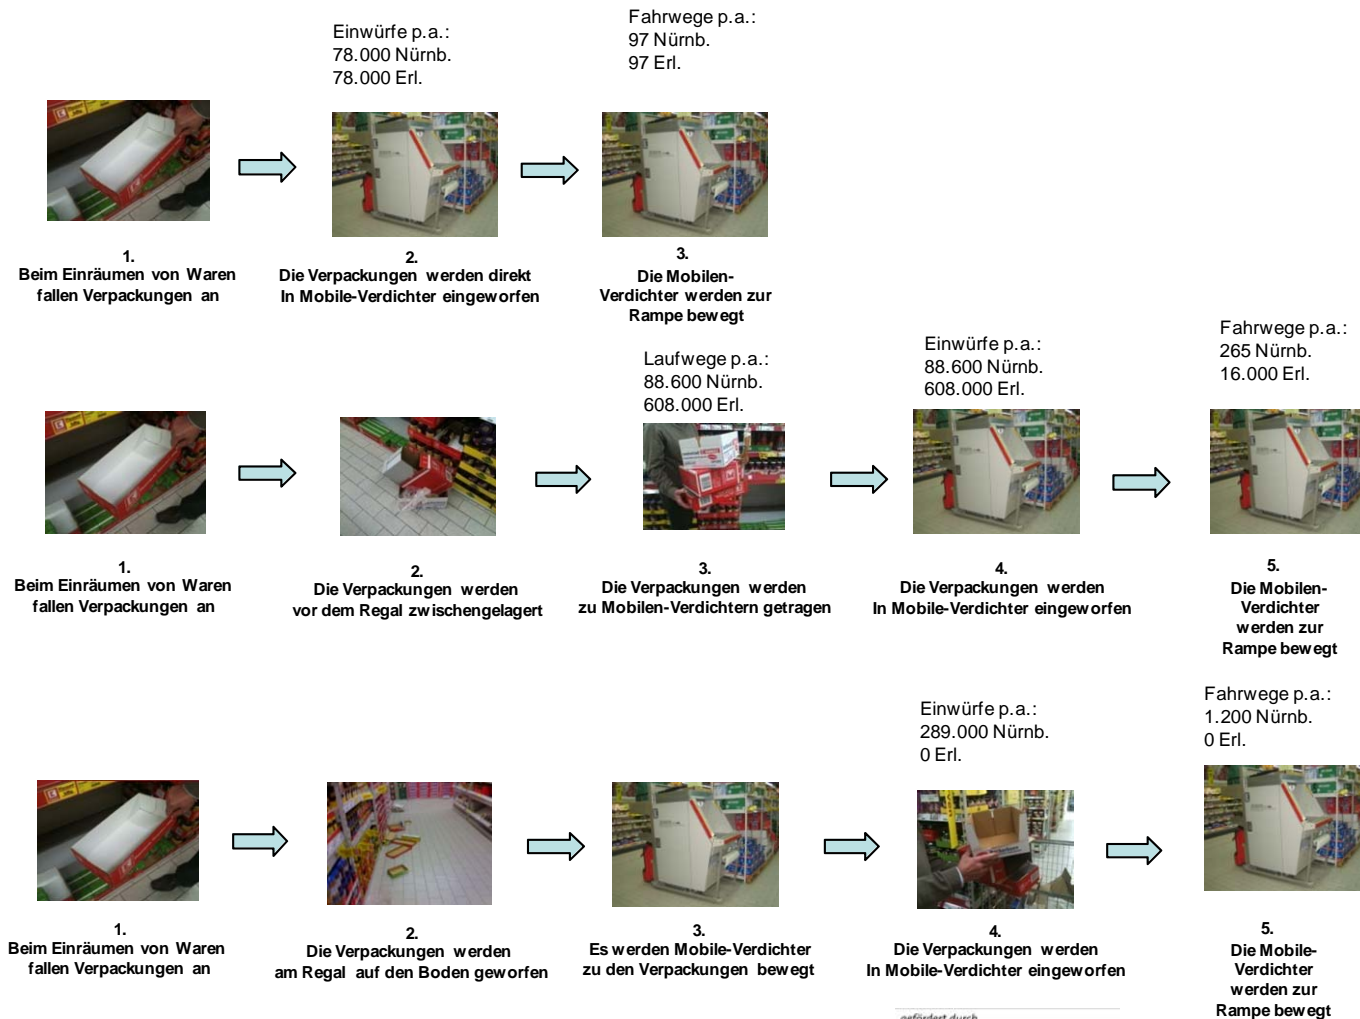 Einwürfe p.a.:
78.000 Nürnb.
78.000 Erl.
Fahrwege p.a.:
97 Nürnb.
97 Erl.
1.
Beim Einräumen von Waren
fallen Verpackungen an
2.
Die Verpackungen werden direkt
In Mobile-Verdichter eingeworfen
3.
Die Mobilen-
Verdichter werden zur
Rampe bewegt
Laufwege p.a.:
88.600 Nürnb.
608.000 Erl.
Einwürfe p.a.:
88.600 Nürnb.
608.000 Erl.
Fahrwege p.a.:
265 Nürnb.
16.000 Erl.
1.
Beim Einräumen von Waren
fallen Verpackungen an
2.
Die Verpackungen werden
vor dem Regal zwischengelagert
3.
Die Verpackungen werden
zu Mobilen-Verdichtern getragen
4.
Die Verpackungen werden
In Mobile-Verdichter eingeworfen
5.
Die Mobilen-
Verdichter
werden zur
Rampe bewegt
Einwürfe p.a.:
289.000 Nürnb.
0 Erl.
Fahrwege p.a.:
1.200 Nürnb.
0 Erl.
1.
Beim Einräumen von Waren
fallen Verpackungen an
2.
Die Verpackungen werden
am Regal auf den Boden geworfen
3.
Es werden Mobile-Verdichter
zu den Verpackungen bewegt
4.
Die Verpackungen werden
In Mobile-Verdichter eingeworfen
5.
Die Mobile-
Verdichter
werden zur
Rampe bewegt
gefördert durch